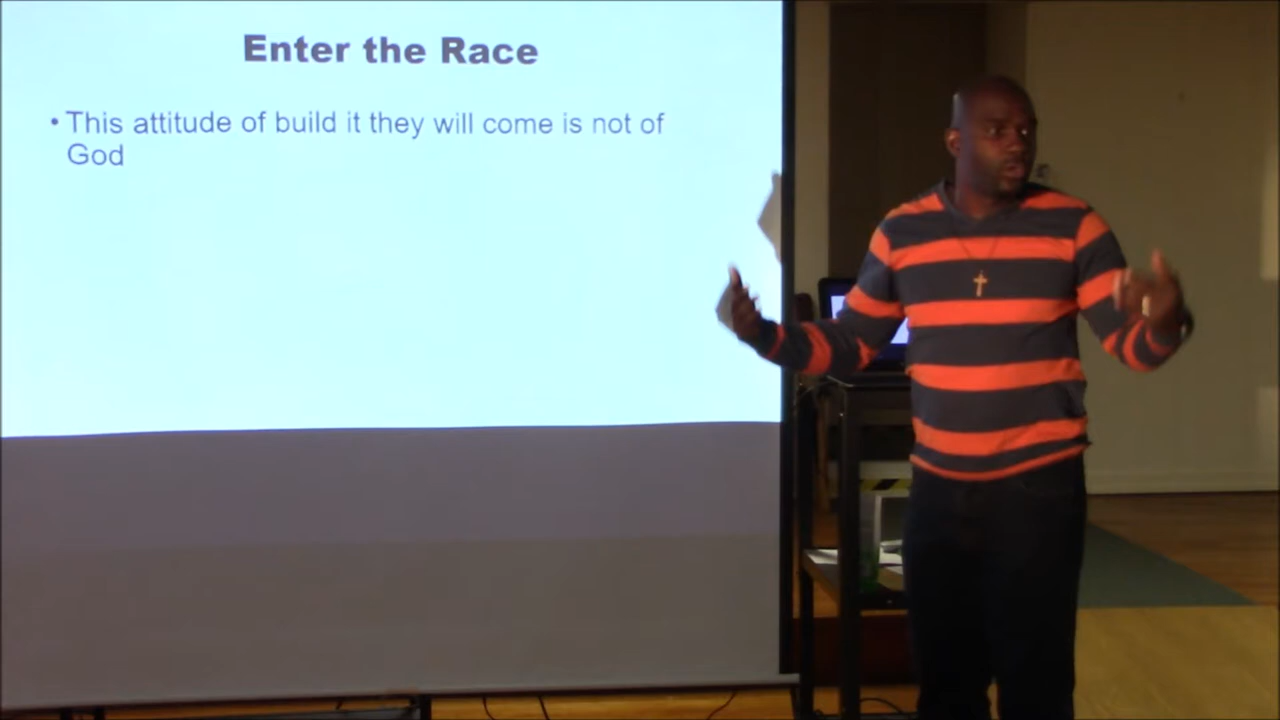 Enter the Race
• This attitude of build it they will come is not of
God